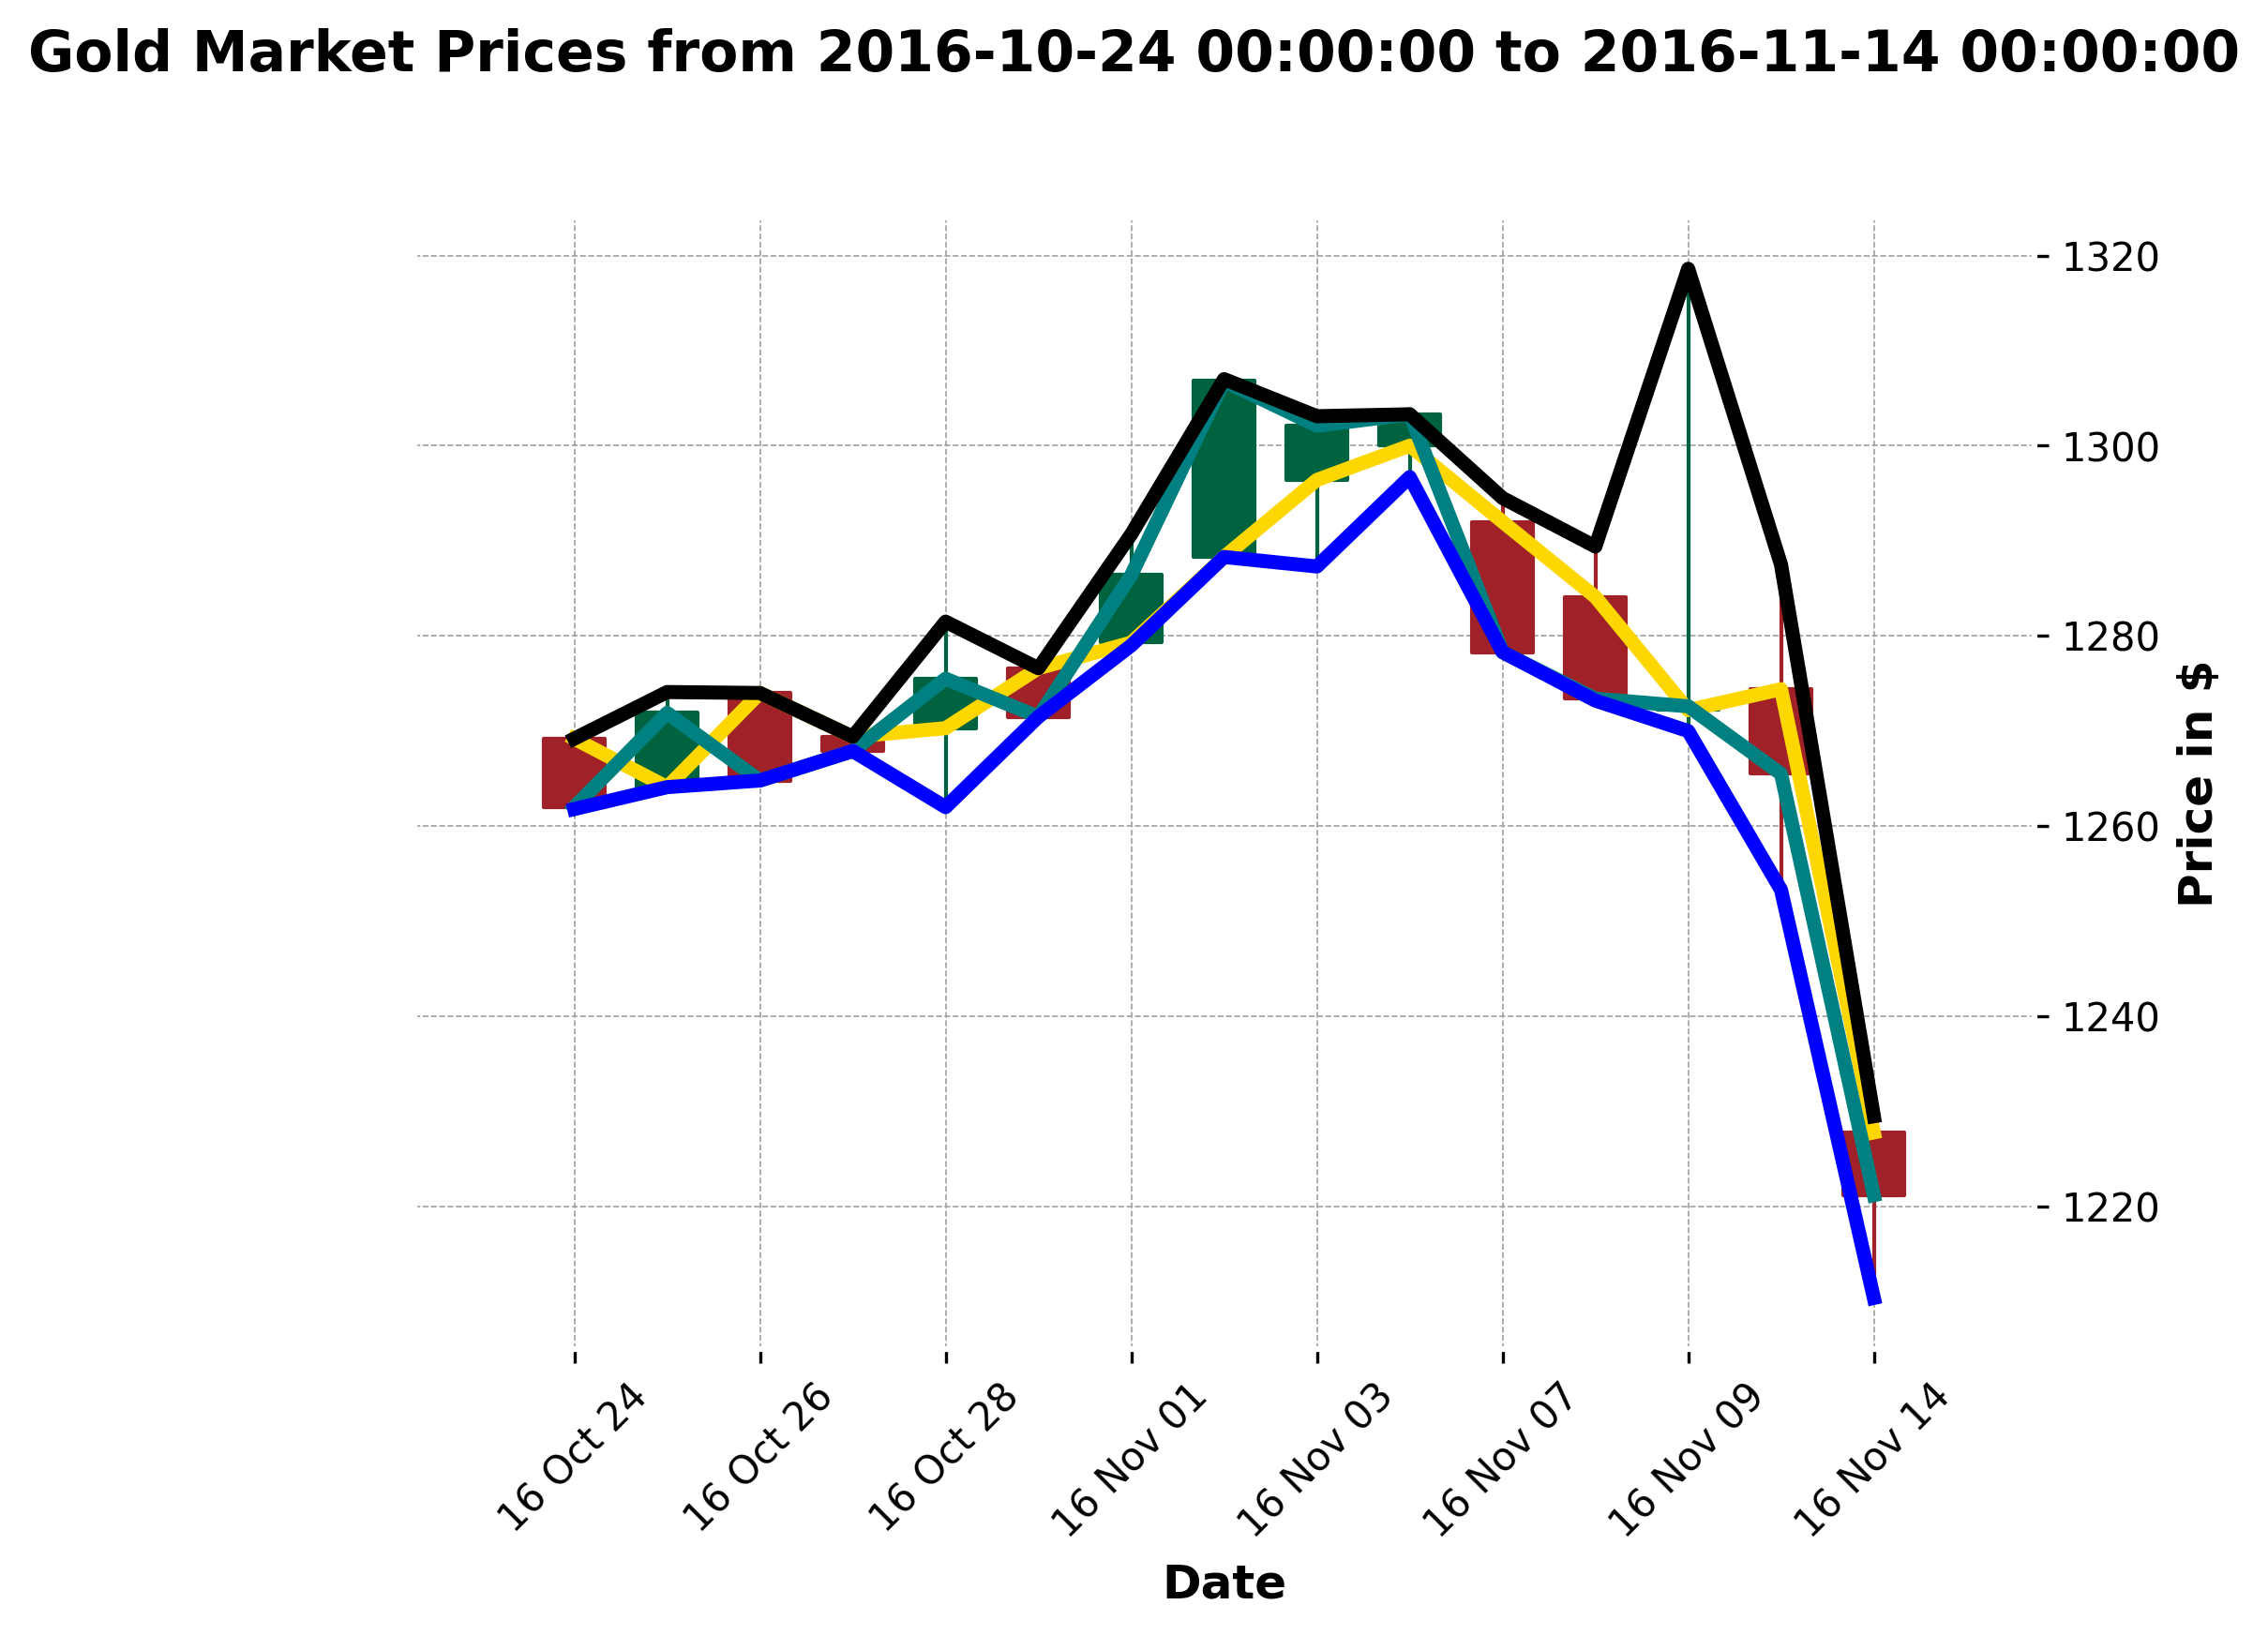 Gold Market Prices from 2016-10-24 00:00:00 to 2016-11-14 00:00:00
1320
1300
1280
1260
1240
1220
Price in $
16 Oct 24
16 Oct 26
16 Oct 28
16 Nov 01
16 Nov 03
16 Nov 07
16 Nov 09
16 Nov 14
Date